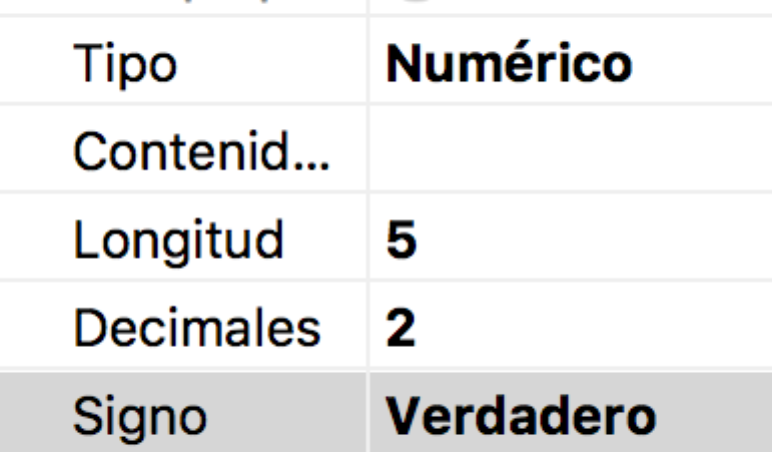 Tipo Numérico
Contenid...
Longitud 5
Decimales 2
Signo Verdadero